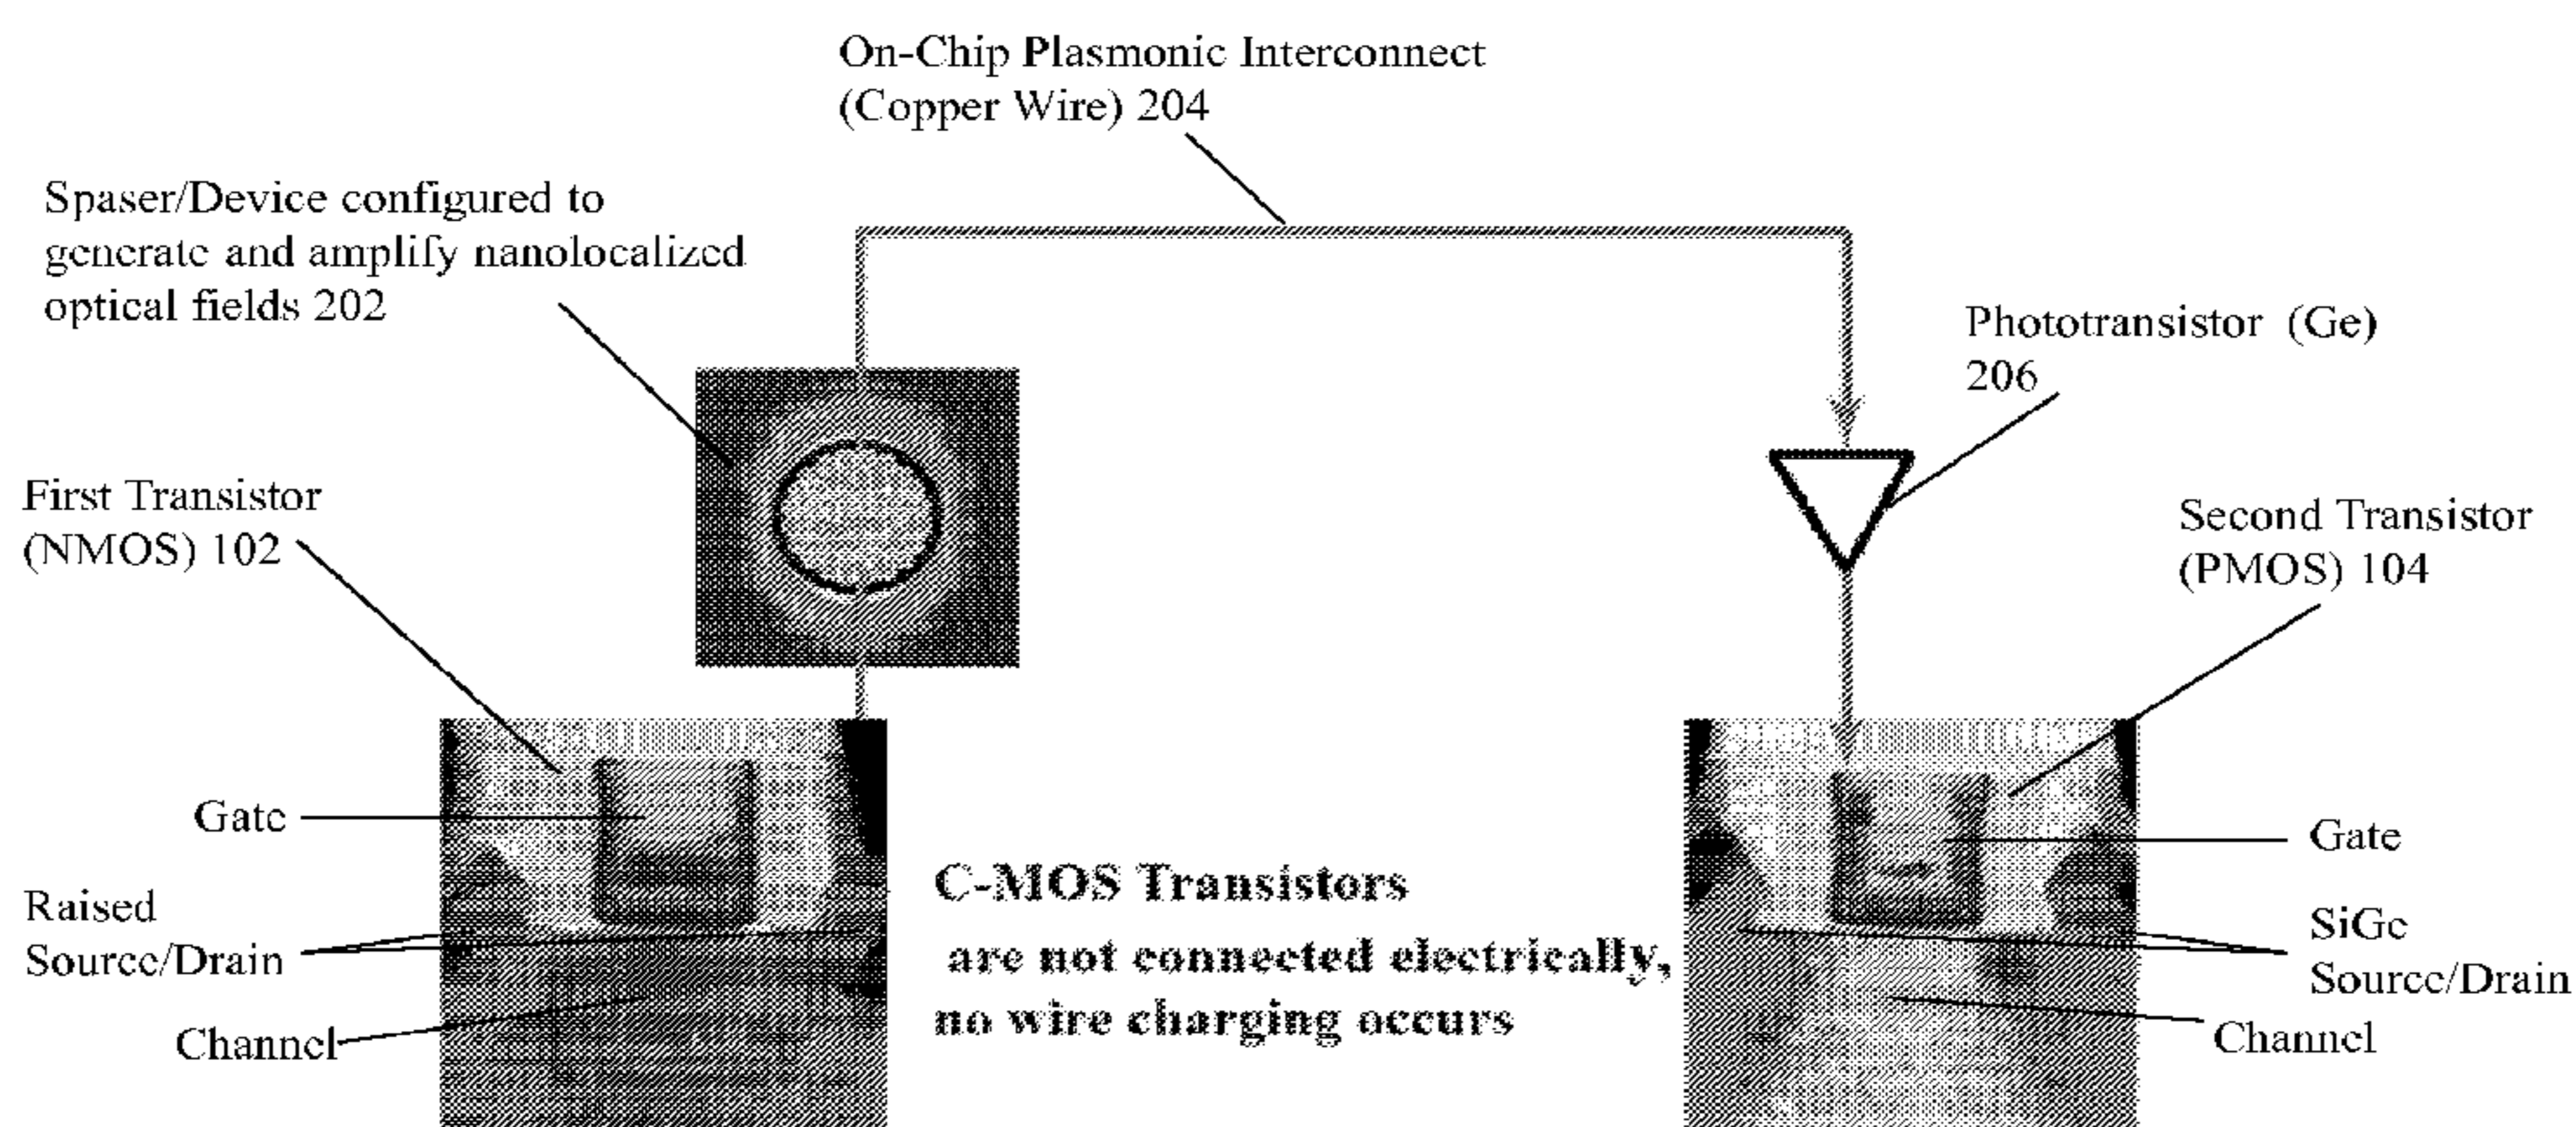 On-Chip Plasmonic Interconnect
(Copper Wire) 204
Spaser/Device configured to
generate and amplify nanolocalized
optical fields 202
Phototransistor (Ge)
206
First Transistor
(NMOS) 102
Second Transistor
(PMOS) 104
Gate
Raised
Source/Drain
Channel
C-MOS Transistors
are not connected electrically,
no wire charging occurs
Gate
SiGe
Source/Drain
Channel